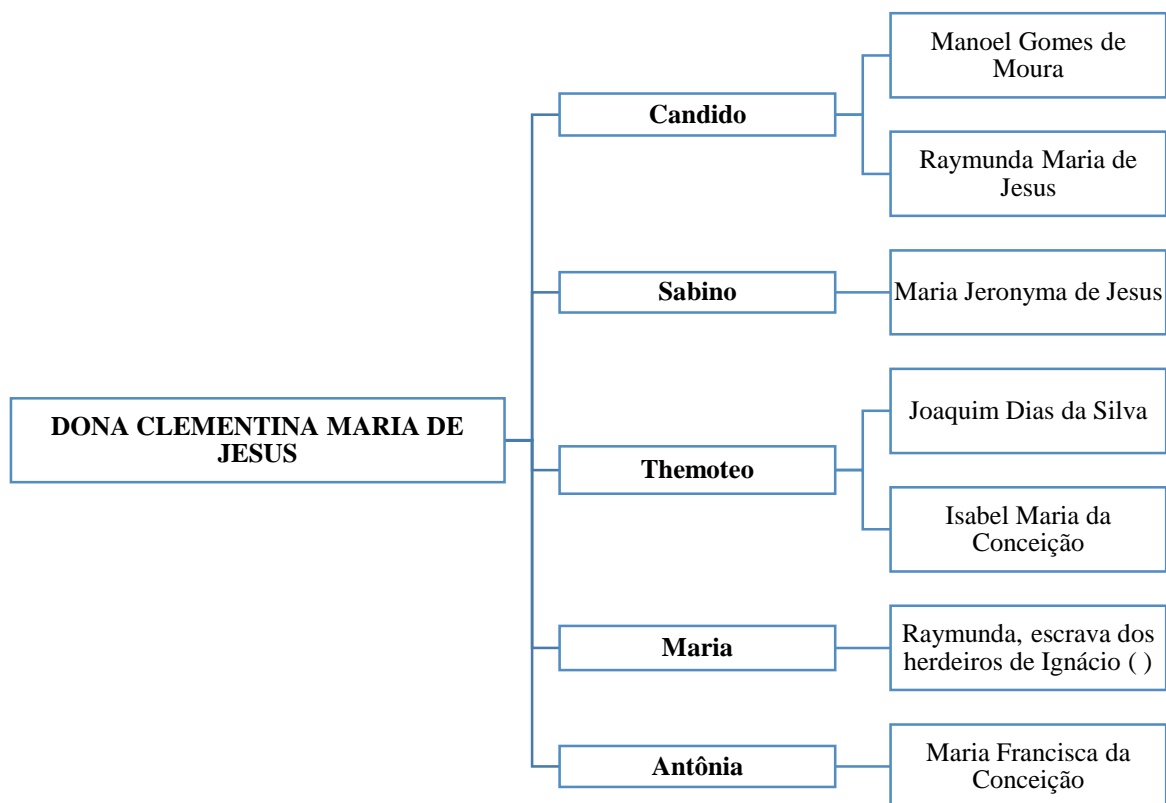 Manoel Gomes de
Moura
Candido
Raymunda Maria de
Jesus
Sabino
Maria Jeronyma de Jesus
DONA CLEMENTINA MARIA DE
JESUS
Joaquim Dias da Silva
Themoteo
Isabel Maria da
Conceição
Maria
Raymunda, escrava dos
herdeiros de Ignácio ( )
Antônia
Maria Francisca da
Conceição